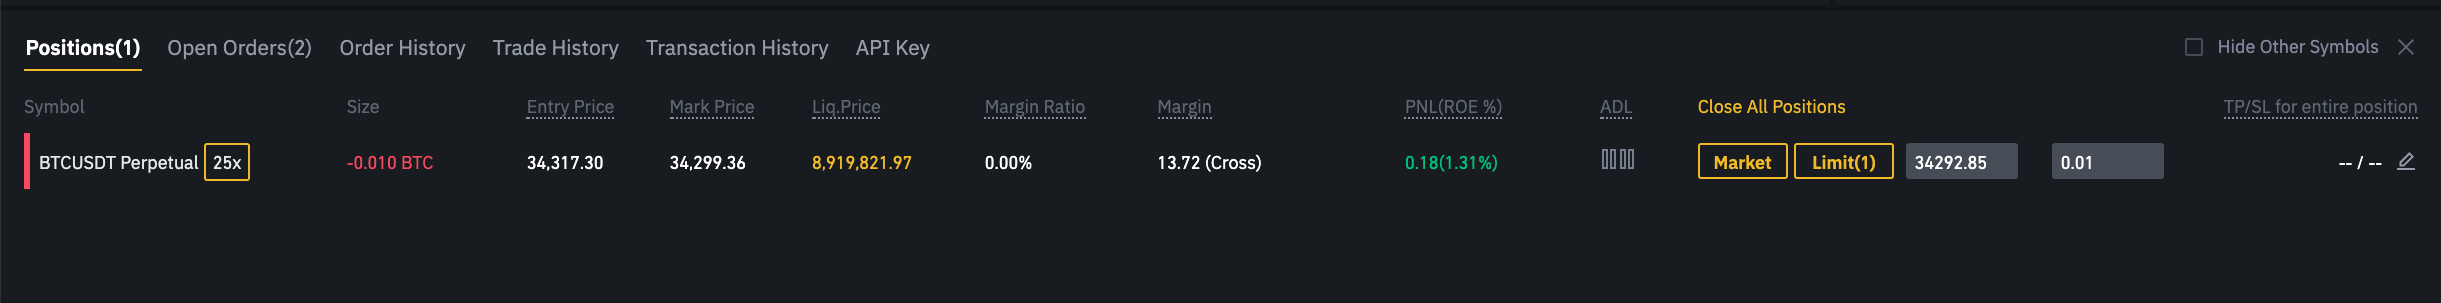 Positions(1) Open Orders(2) Order History Trade History Transaction History API Key Hide Other Symbols
Symbol Size Entry Price Mark Price Liq.Price Margin Ratio Margin PNL(ROE %) ADL Close All Positions TP/SL for entire position
BTCUSDT Perpetual 25x -0.010 BTC 34,317.30 34,299.36 8,919,821.97 0.00% 13.72 (Cross) 0.18(1.31%) Market Limit(1) 34292.85 0.01 -- / --